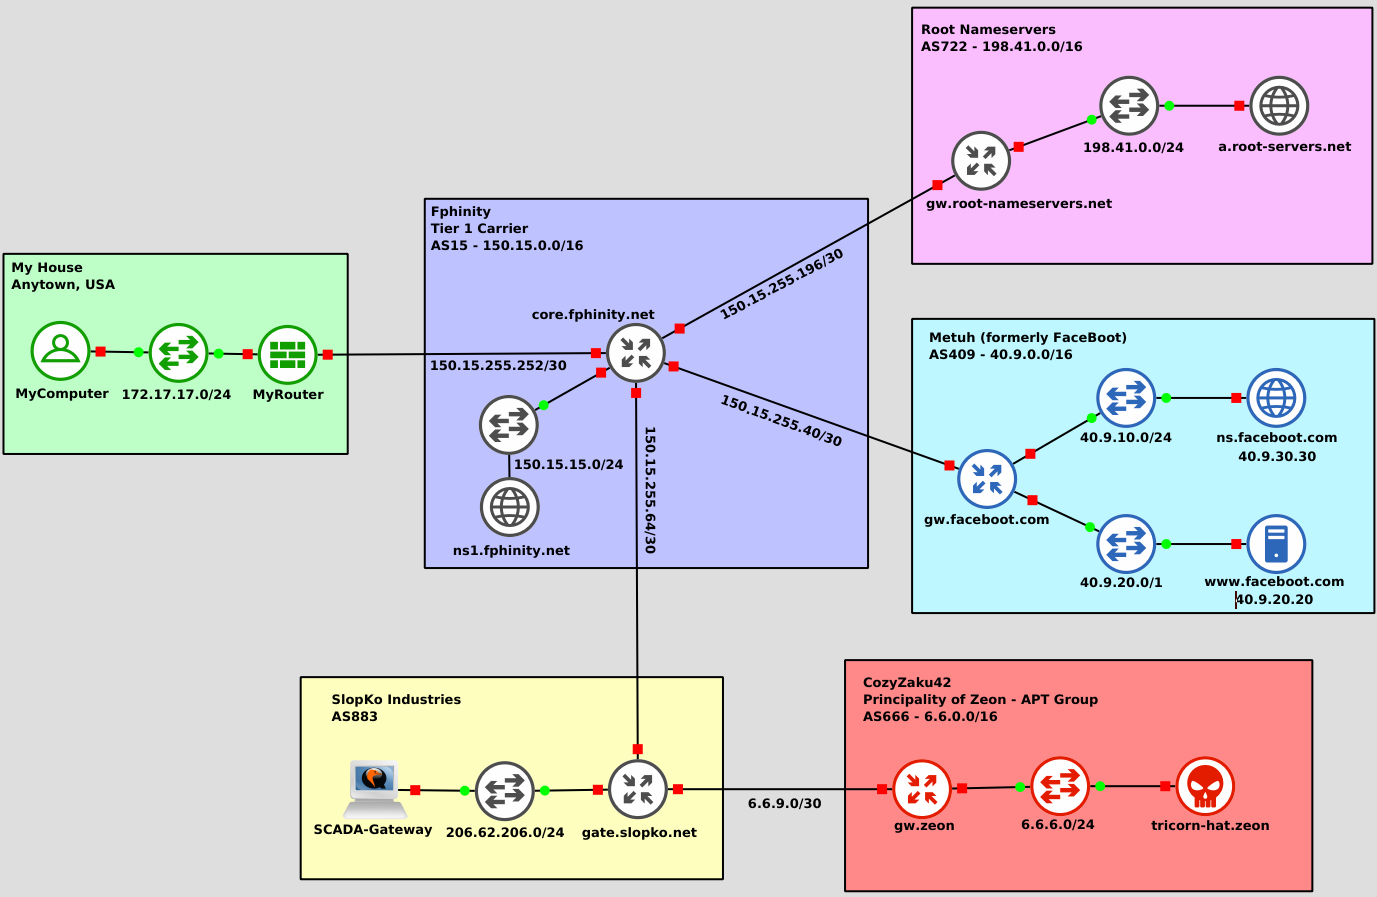 Root Nameservers
AS722 - 198.41.0.0/16
198.41.0.0/24
a.root-servers.net
gw.root-nameservers.net
Fphinity
Tier 1 Carrier
AS15 - 150.15.0.0/16
150.15.255.196/30
My House
Anytown, USA
core.fphinity.net
150.15.255.252/30
MyComputer
172.17.17.0/24
MyRouter
150.15.255.40/30
150.15.15.0/24
150.15.255.64/30
ns1.fphinity.net
Metuh (formerly FaceBoot)
AS409 - 40.9.0.0/16
40.9.10.0/24
ns.faceboot.com
40.9.30.30
gw.faceboot.com
40.9.20.0/1
www.faceboot.com
40.9.20.20
SlopKo Industries
AS883
SCADA-Gateway
206.62.206.0/24
gate.slopko.net
6.6.9.0/30
CozyZaku42
Principality of Zeon - APT Group
AS666 - 6.6.0.0/16
gw.zeon
6.6.6.0/24
tricorn-hat.zeon